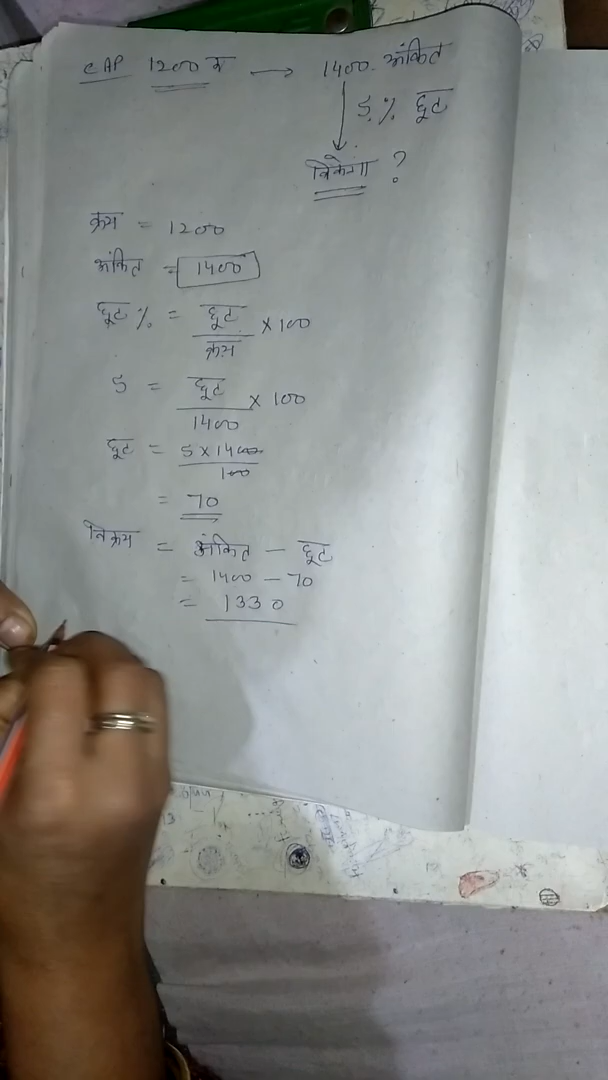 CAP 1200 रु → 1400. अंकित
5% छूट
बिकेगा ?
क्रय = 1200
अंकित = 1400
छूट % = छूट / क्रय × 100
5 = छूट / 1400 × 100
छूट = 5 × 1400 / 100
= 70
विक्रय = अंकित - छूट
= 1400 - 70
= 1330